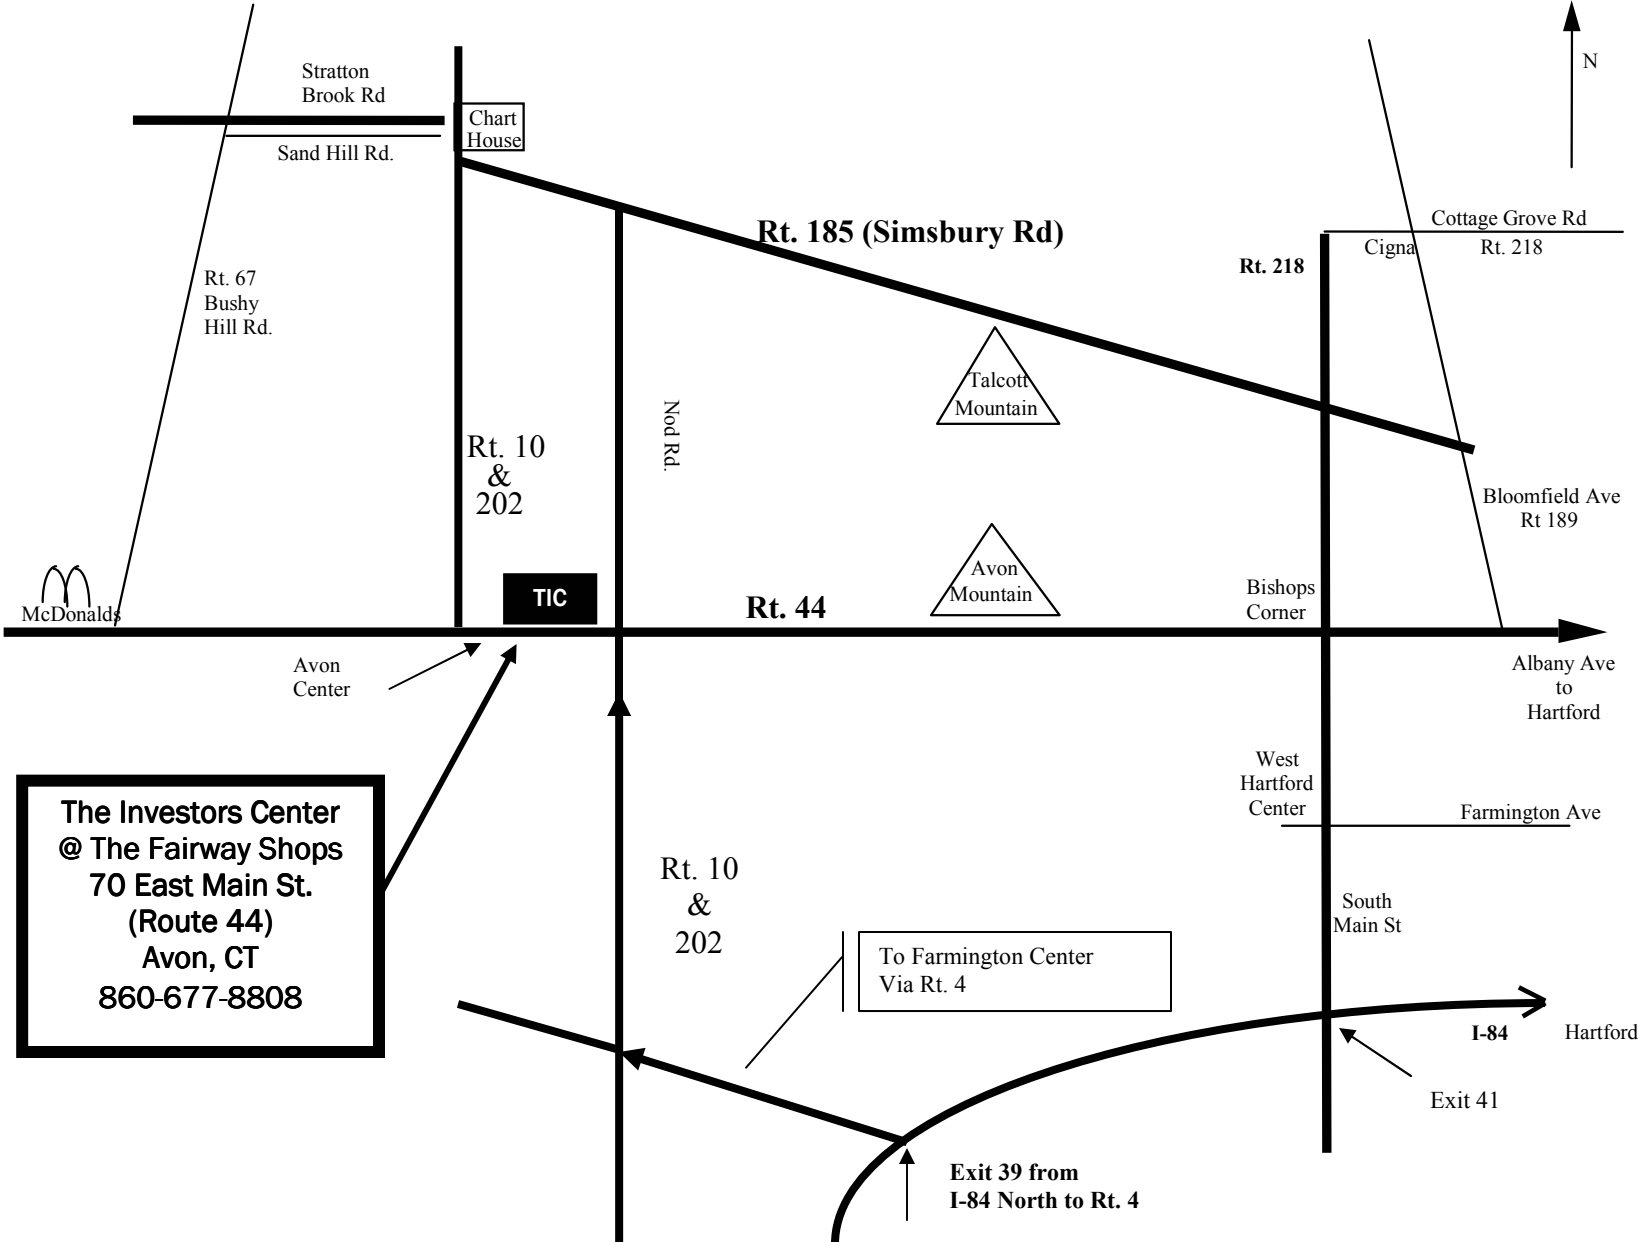 N
Stratton
Brook Rd
Chart
House
Sand Hill Rd.
Rt. 185 (Simsbury Rd)
Cottage Grove Rd
Cigna
Rt. 218
Rt. 218
Rt. 67
Bushy
Hill Rd.
Talcott
Mountain
Nod Rd.
Rt. 10
&
202
Bloomfield Ave
Rt 189
McDonalds
TIC
Rt. 44
Avon
Mountain
Bishops
Corner
Avon
Center
Albany Ave
to
Hartford
West
Hartford
Center
Farmington Ave
The Investors Center
@ The Fairway Shops
70 East Main St.
(Route 44)
Avon, CT
860-677-8808
Rt. 10
&
202
South
Main St
To Farmington Center
Via Rt. 4
I-84
Hartford
Exit 41
Exit 39 from
I-84 North to Rt. 4